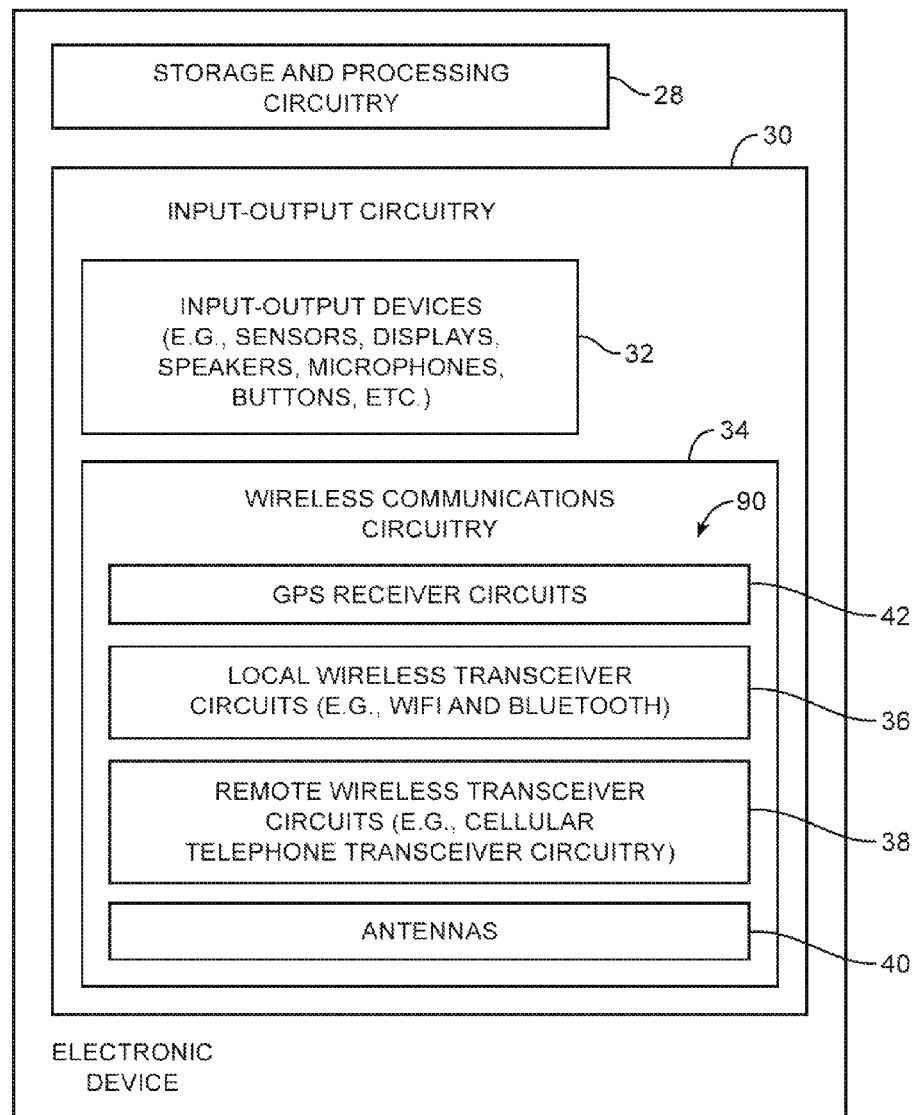 STORAGE AND PROCESSING
CIRCUITRY
28
30
INPUT-OUTPUT CIRCUITRY
INPUT-OUTPUT DEVICES
(E.G., SENSORS, DISPLAYS,
SPEAKERS, MICROPHONES,
BUTTONS, ETC.)
32
34
WIRELESS COMMUNICATIONS
CIRCUITRY
90
GPS RECEIVER CIRCUITS
42
LOCAL WIRELESS TRANSCEIVER
CIRCUITS (E.G., WIFI AND BLUETOOTH)
36
REMOTE WIRELESS TRANSCEIVER
CIRCUITS (E.G., CELLULAR
TELEPHONE TRANSCEIVER CIRCUITRY)
38
ANTENNAS
40
ELECTRONIC
DEVICE